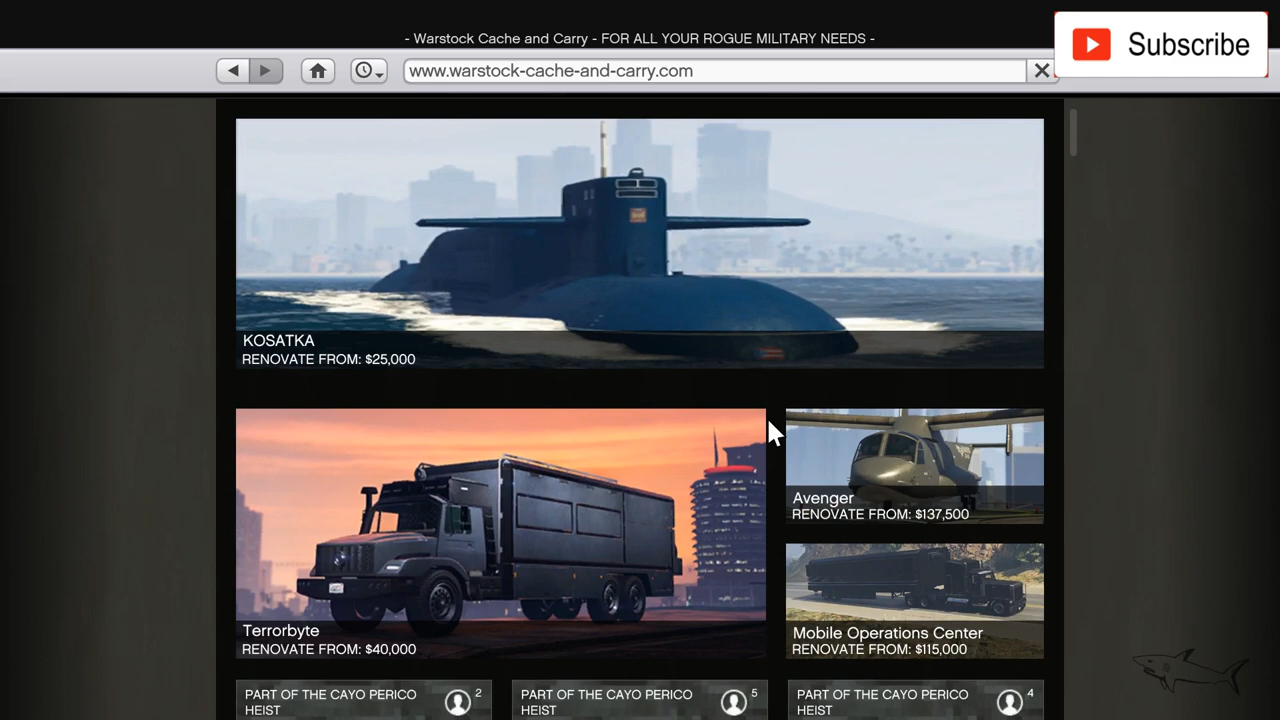 - Warstock Cache and Carry - FOR ALL YOUR ROGUE MILITARY NEEDS -
Subscribe
www.warstock-cache-and-carry.com
KOSATKA
RENOVATE FROM: $25,000
Avenger
RENOVATE FROM: $137,500
Terrorbyte
RENOVATE FROM: $40,000
Mobile Operations Center
RENOVATE FROM: $115,000
PART OF THE CAYO PERICO
HEIST
2
PART OF THE CAYO PERICO
HEIST
5
PART OF THE CAYO PERICO
HEIST
4